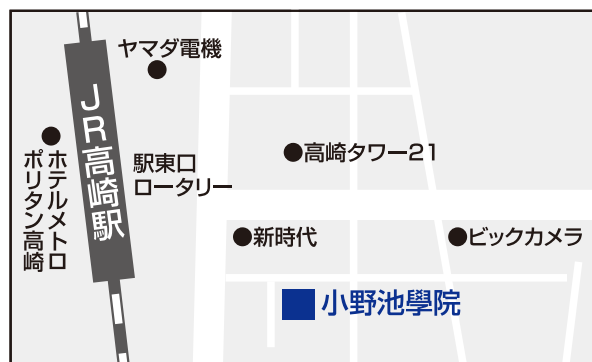 ヤマダ電機
JR高崎駅
ホテルメトロ
ポリタン高崎
駅東口
ロータリー
高崎タワー21
新時代
ビックカメラ
小野池學院